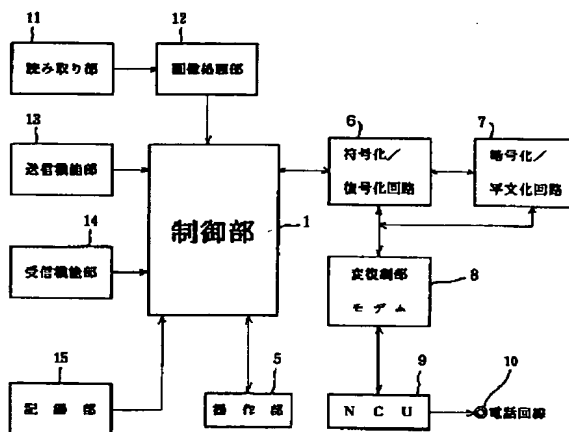 11
読み取り部
12
画像処理部
13
送信機能部
14
受信機能部
15
制御部
1
6
符号化/
復号化回路
7
暗号化/
平文化回路
変復調部
モデム
8
5
操作部
9
NCU
10
電話回線